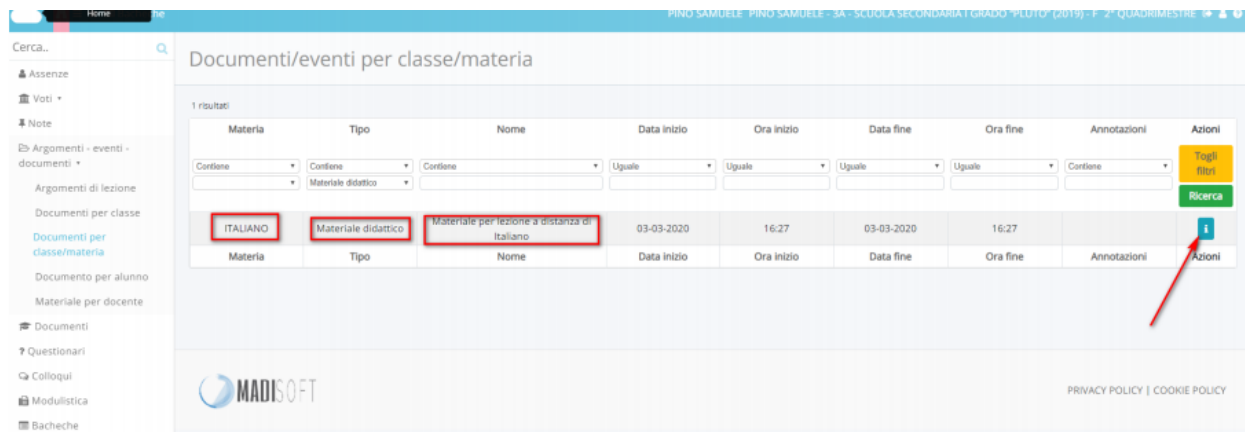 Home
he
PINO SAMUELE PINO SAMUELE - 3A - SCUOLA SECONDARIA I GRADO "PLUTO" (2019) - F 2° QUADRIMESTRE
Cerca..
Assenze
Voti
Note
Argomenti - eventi -
documenti
Argomenti di lezione
Documenti per classe
Documenti per
classe/materia
Documento per alunno
Materiale per docente
Documenti
? Questionari
Colloqui
Modulistica
Bacheche
Documenti/eventi per classe/materia
1 risultati
Materia Tipo Nome Data inizio Ora inizio Data fine Ora fine Annotazioni Azioni
Contiene Contiene Contiene Uguale Uguale Uguale Uguale Contiene Togli
filtri
Materiale didattico
Ricerca
ITALIANO Materiale didattico Materiale per lezione a distanza di
Italiano 03-03-2020 16:27 03-03-2020 16:27 i
Materia Tipo Nome Data inizio Ora inizio Data fine Ora fine Annotazioni Azioni
MADISOFT
PRIVACY POLICY | COOKIE POLICY